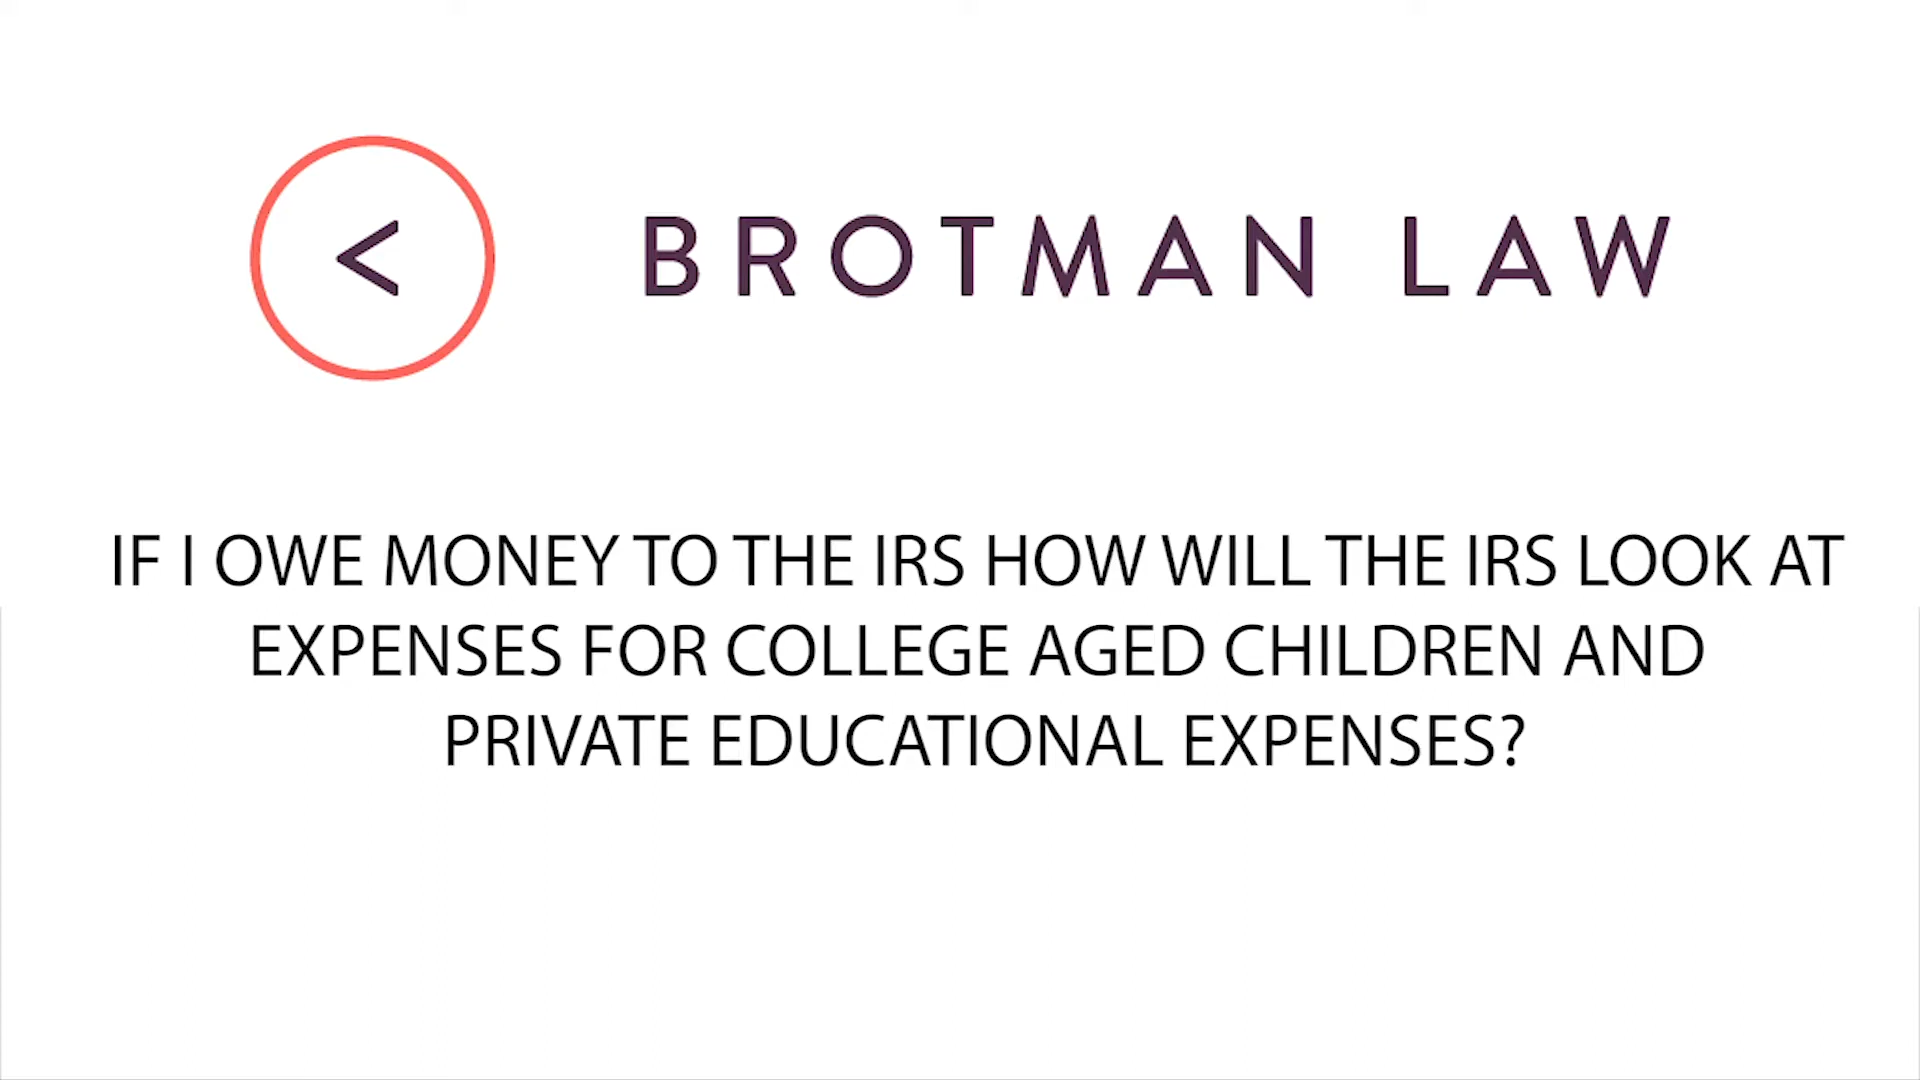 BROTMAN LAW
IF I OWE MONEY TO THE IRS HOW WILL THE IRS LOOK AT
EXPENSES FOR COLLEGE AGED CHILDREN AND
PRIVATE EDUCATIONAL EXPENSES?